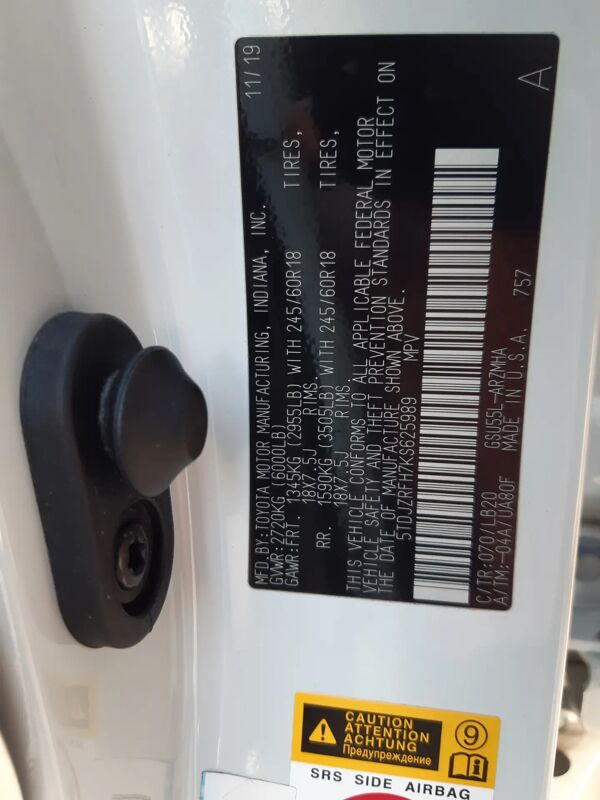 MFD.BY:TOYOTA MOTOR MANUFACTURING, INDIANA, INC. 11/19
GVWR:2720KG (6000LB)
GAWR:FRT. 1345KG (2955LB) WITH 245/60R18 TIRES,
18X7.5J RIMS.
RR. 1590KG (3505LB) WITH 245/60R18 TIRES,
18X7.5J RIMS.
THIS VEHICLE CONFORMS TO ALL APPLICABLE FEDERAL MOTOR
VEHICLE SAFETY AND THEFT PREVENTION STANDARDS IN EFFECT ON
THE DATE OF MANUFACTURE SHOWN ABOVE.
5TDJZRFH7KS625989 MPV
C/TR:070/LB20 GSU55L-ARZMHA
A/TM:-04A/UA80F MADE IN U.S.A. 757
A
CAUTION
ATTENTION
ACHTUNG
Предупреждение
9
SRS SIDE AIRBAG